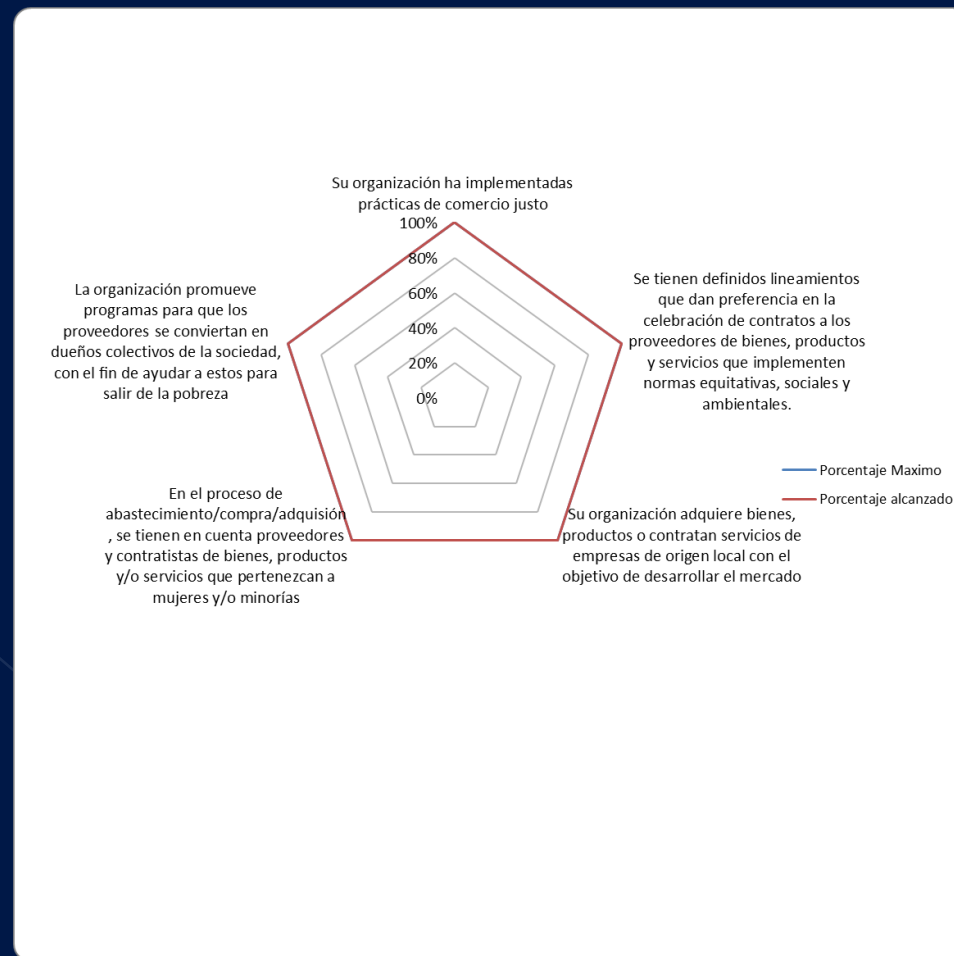 Su organización ha implementadas
prácticas de comercio justo
100%
80%
60%
40%
20%
0%
Se tienen definidos lineamientos
que dan preferencia en la
celebración de contratos a los
proveedores de bienes, productos
y servicios que implementen
normas equitativas, sociales y
ambientales.
Su organización adquiere bienes,
productos o contratan servicios de
empresas de origen local con el
objetivo de desarrollar el mercado
En el proceso de
abastecimiento/compra/adquisión
, se tienen en cuenta proveedores
y contratistas de bienes, productos
y/o servicios que pertenezcan a
mujeres y/o minorías
La organización promueve
programas para que los
proveedores se conviertan en
dueños colectivos de la sociedad,
con el fin de ayudar a estos para
salir de la pobreza
Porcentaje Maximo
Porcentaje alcanzado